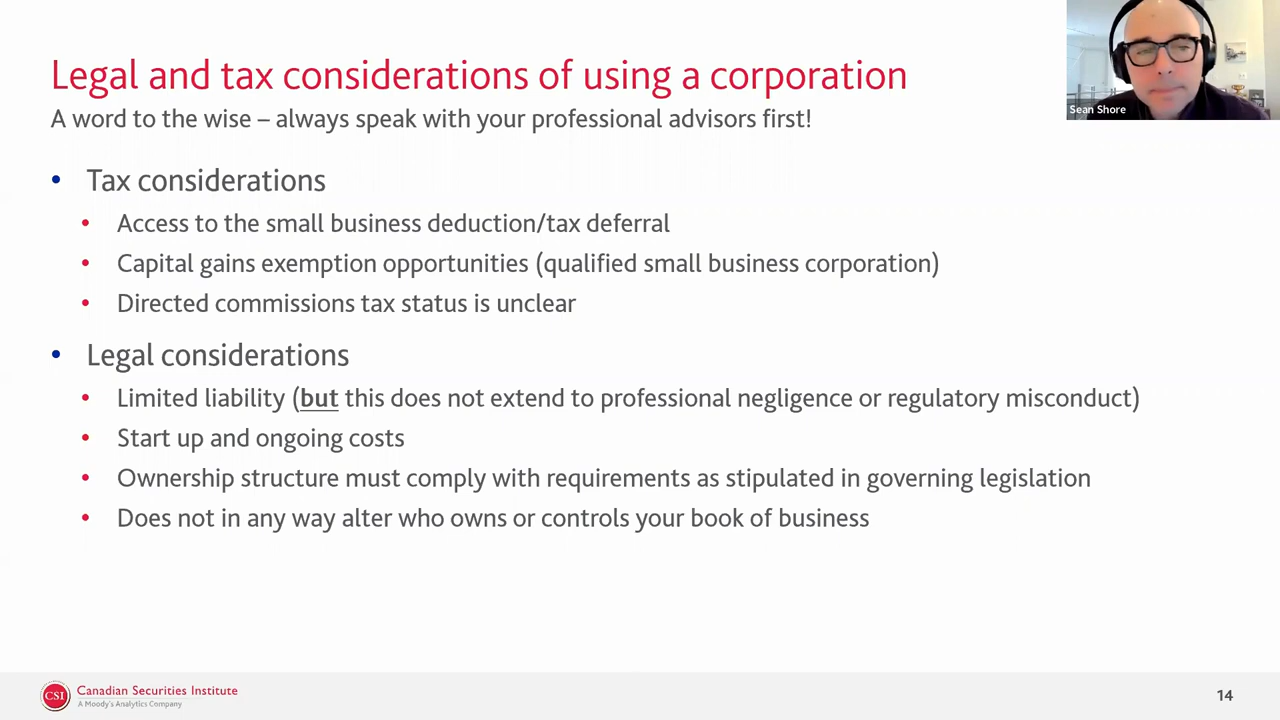 Legal and tax considerations of using a corporation
A word to the wise – always speak with your professional advisors first!
Sean Shore
• Tax considerations
• Access to the small business deduction/tax deferral
• Capital gains exemption opportunities (qualified small business corporation)
• Directed commissions tax status is unclear
• Legal considerations
• Limited liability (but this does not extend to professional negligence or regulatory misconduct)
• Start up and ongoing costs
• Ownership structure must comply with requirements as stipulated in governing legislation
• Does not in any way alter who owns or controls your book of business
CSI
Canadian Securities Institute
A Moody's Analytics Company
14